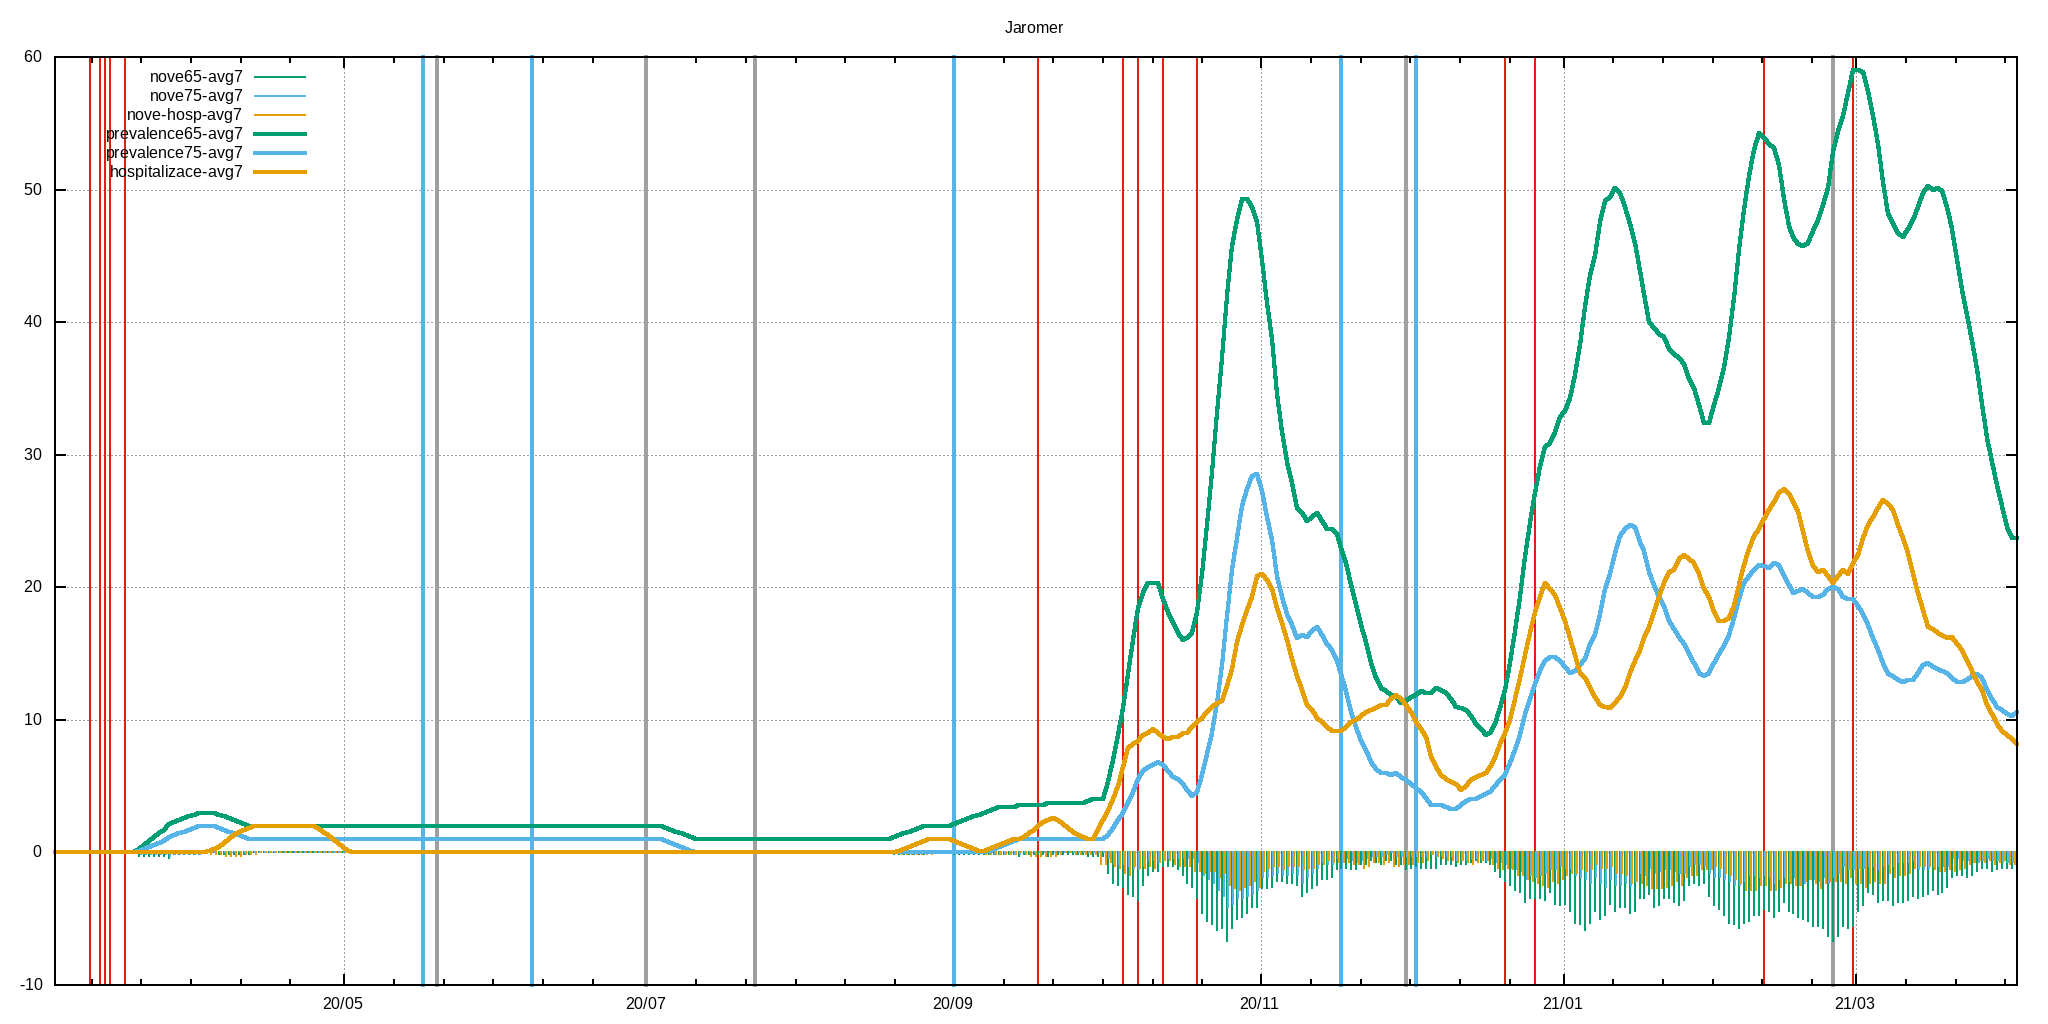 Jaromer
nove65-avg7
nove75-avg7
nove-hosp-avg7
prevalence65-avg7
prevalence75-avg7
hospitalizace-avg7
60
50
40
30
20
10
0
-10
20/05 20/07 20/09 20/11 21/01 21/03